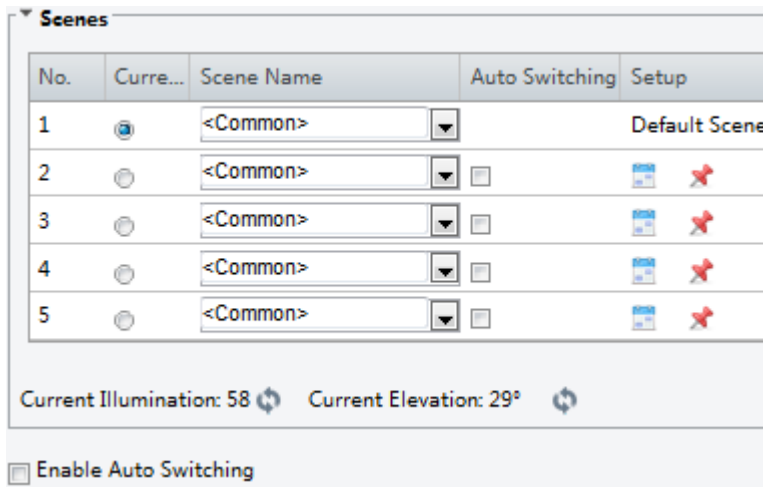 Scenes
No. Curre... Scene Name Auto Switching Setup
1 <Common> Default Scene
2 <Common>
3 <Common>
4 <Common>
5 <Common>
Current Illumination: 58 Current Elevation: 29°
Enable Auto Switching